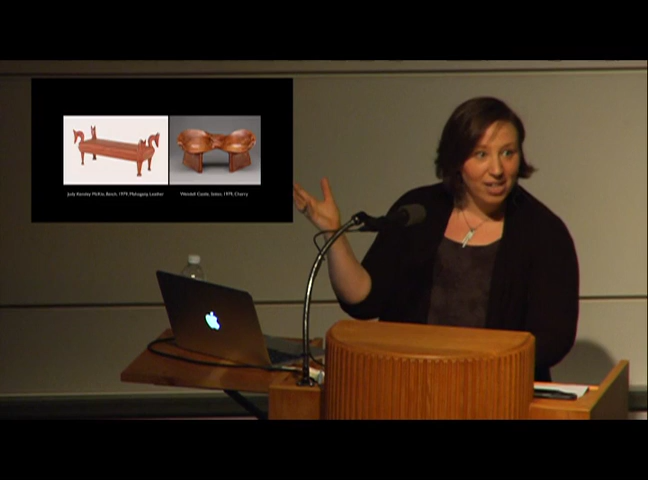 Judy Kensley McKie, Bench, 1979, Mahogany, Leather
Wendell Castle, Settee, 1979, Cherry